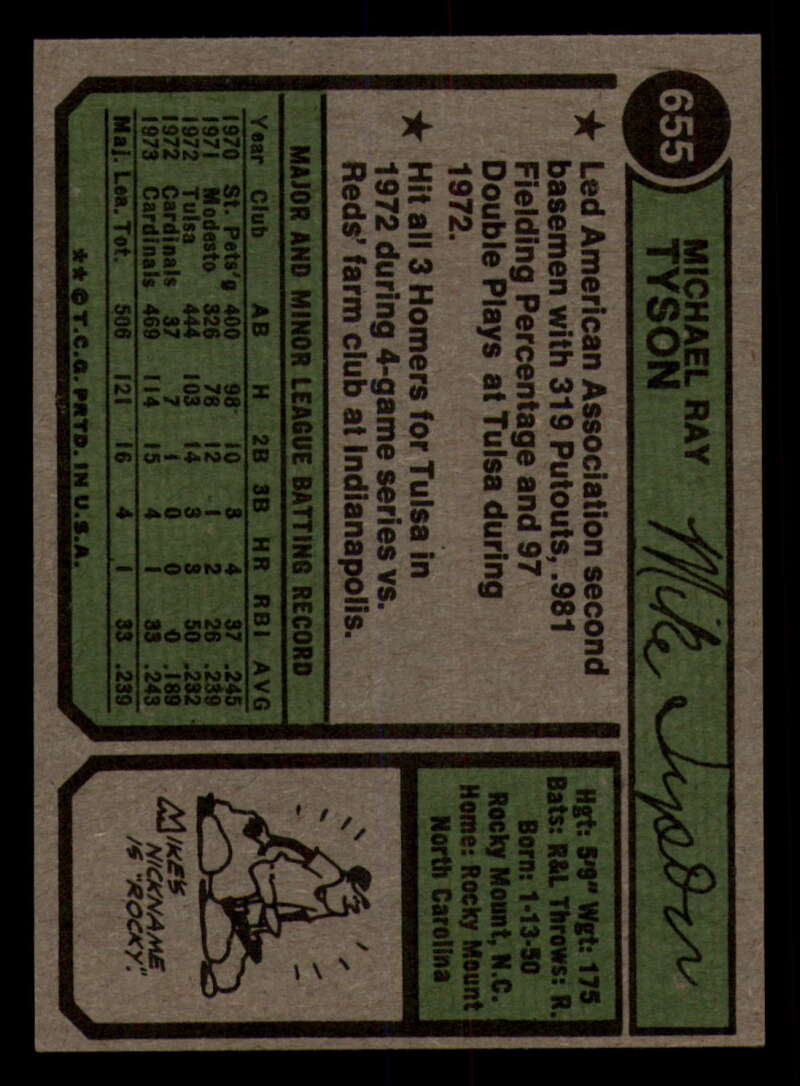 655
MICHAEL RAY
TYSON
Mike Tyson
★ Led American Association second
basemen with 319 Putouts, .981
Fielding Percentage and 97
Double Plays at Tulsa during
1972.
★ Hit all 3 Homers for Tulsa in
1972 during 4-game series vs.
Reds' farm club at Indianapolis.
Hgt: 5'9" Wgt: 175
Bats: R&L Throws: R.
Born: 1-13-50
Rocky Mount, N.C.
Home: Rocky Mount
North Carolina
MAJOR AND MINOR LEAGUE BATTING RECORD
Year Club AB H 2B 3B HR RBI AVG
1970 St. Pets'g 400 98 10 3 4 37 .245
1971 Modesto 326 78 12 1 2 26 .239
1972 Tulsa 444 103 14 3 3 50 .232
1972 Cardinals 37 7 1 0 0 0 .189
1973 Cardinals 469 114 15 4 1 33 .243
Maj. Lea. Tot. 506 121 16 4 1 33 .239
**© T.C.G. PRTD. IN U.S.A.
MIKE'S
NICKNAME
IS "ROCKY."